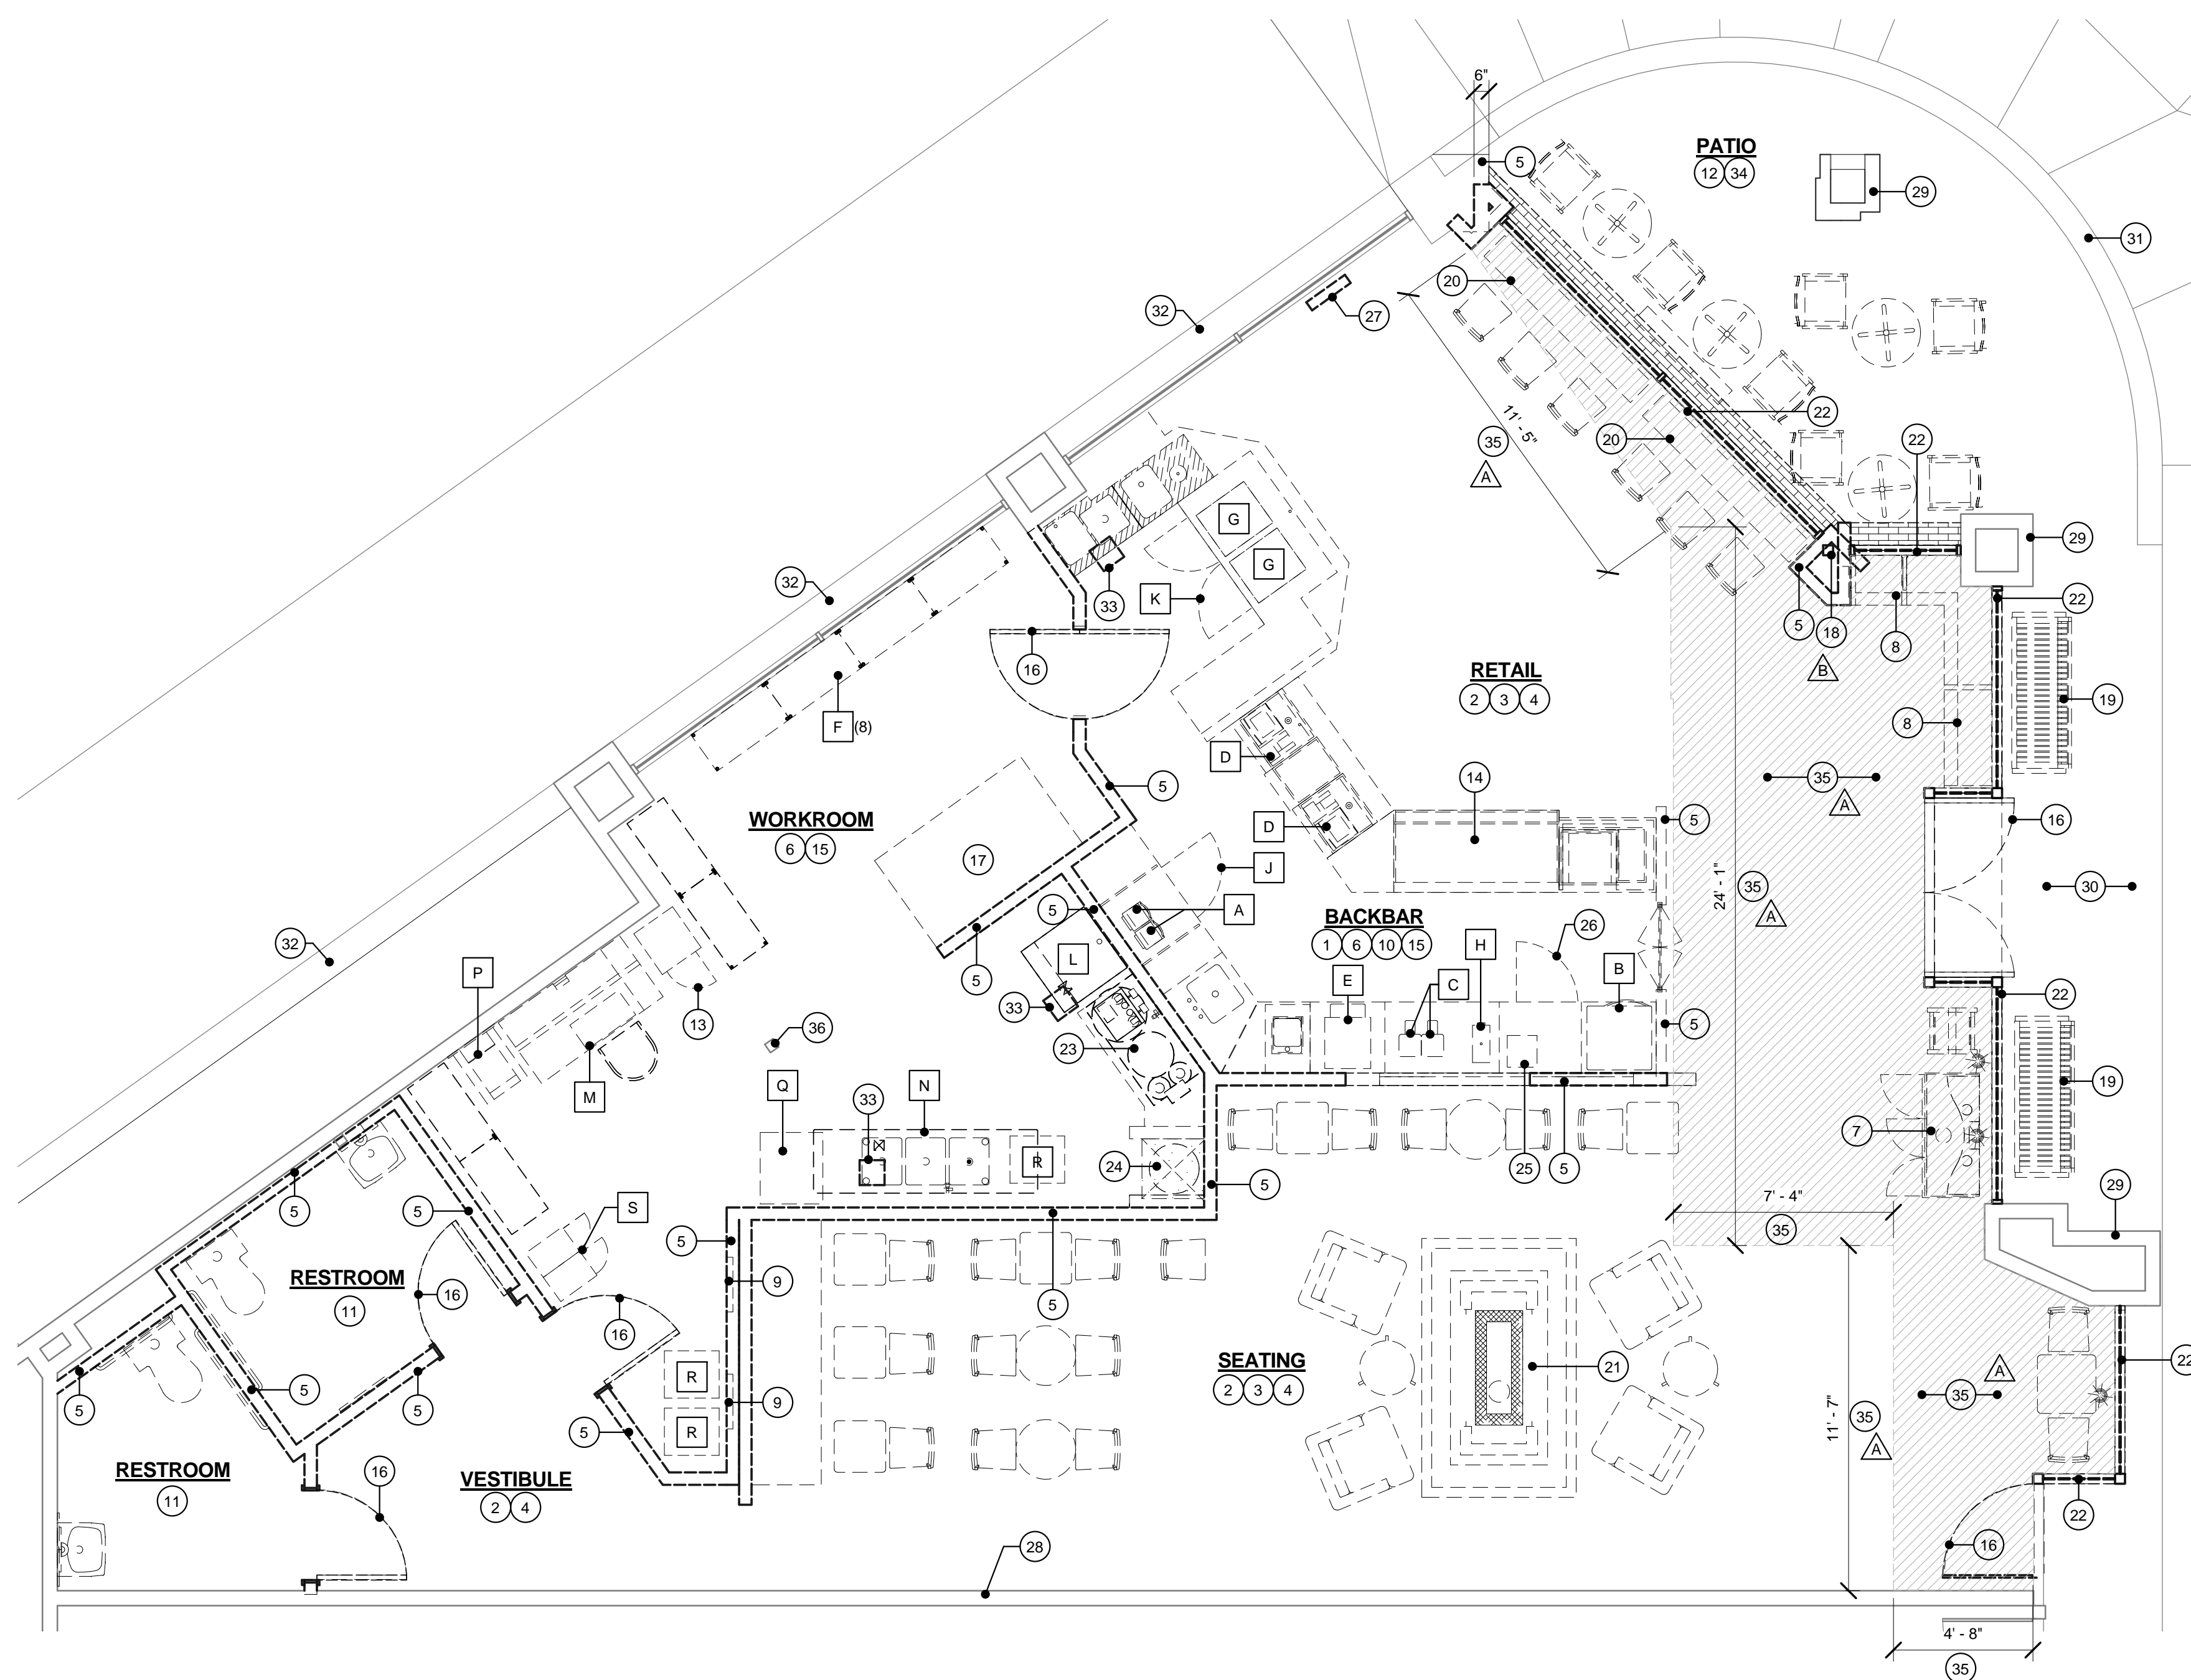 6"
5
PATIO
12 34
29
31
20
32
27
11' - 5"
35
A
22
20
22
G
29
G
32
33
K
22
5
18
8
16
B
RETAIL
2 3 4
19
F (8)
8
D
14
35
5
A
WORKROOM
6 15
D
5
16
17
J
24' - 1"
35
A
30
5
A
BACKBAR
1 6 10 15
26
32
P
L
H
B
5
E
C
22
13
33
5
36
23
19
M
Q
33
N
7
R
24
25
5
5
29
7' - 4"
35
5
5
S
5
RESTROOM
11
16
9
5
16
SEATING
2 3 4
21
22
R
A
5
5
5
9
35
11' - 7"
35
A
5
R
RESTROOM
11
16
VESTIBULE
2 4
22
28
16
4' - 8"
35